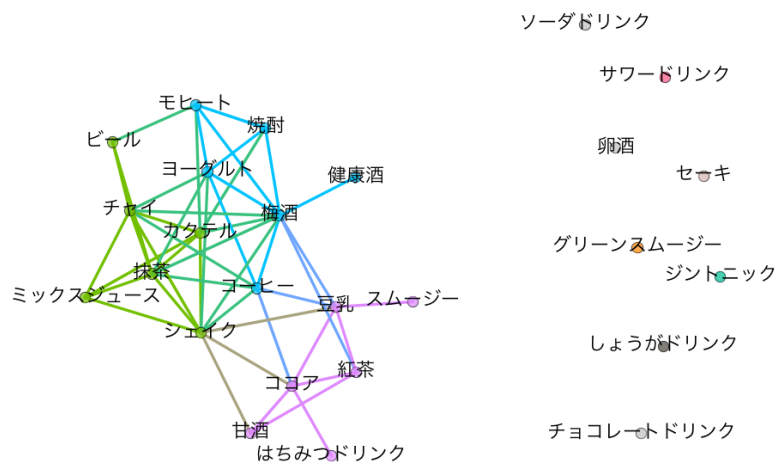 ソーダドリンク
サワードリンク
モヒート
焼酎
ビール
卵酒
ヨーグルト
健康酒
セーキ
チャイ
梅酒
カクテル
グリーンスムージー
抹茶
ジントニック
コーヒー
ミックスジュース
豆乳
スムージー
シェイク
しょうがドリンク
紅茶
ココア
甘酒
チョコレートドリンク
はちみつドリンク